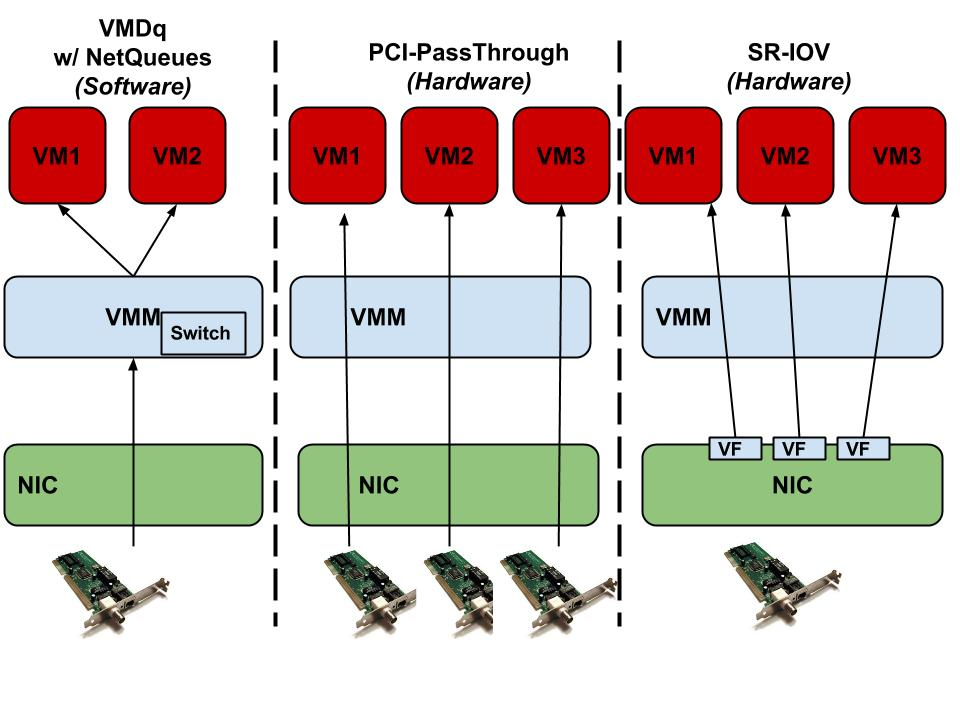 VMDq
w/ NetQueues
(Software)
VM1
VM2
VMM
Switch
NIC
PCI-PassThrough
(Hardware)
VM1
VM2
VM3
VMM
NIC
SR-IOV
(Hardware)
VM1
VM2
VM3
VMM
VF
VF
VF
NIC